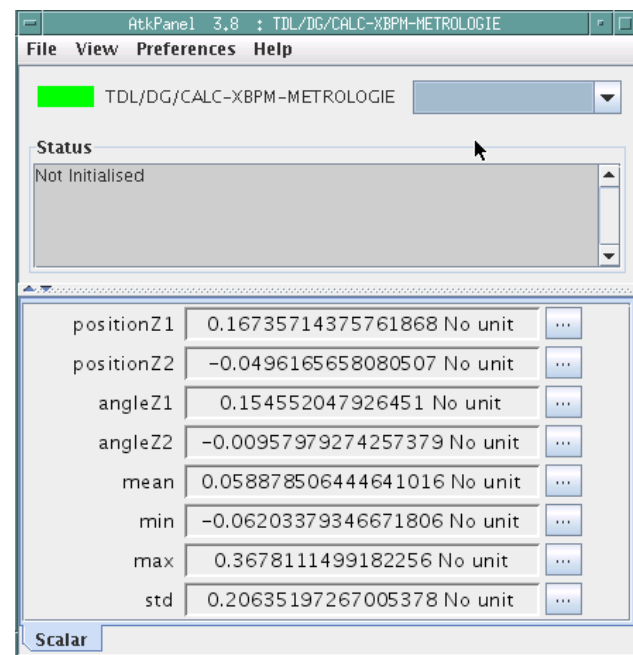 AtkPanel 3.8 : TDL/DG/CALC-XBPM-METROLOGIE
File View Preferences Help
TDL/DG/CALC-XBPM-METROLOGIE
Status
Not Initialised
positionZ1 0.16735714375761868 No unit ...
positionZ2 -0.0496165658080507 No unit ...
angleZ1 0.154552047926451 No unit ...
angleZ2 -0.00957979274257379 No unit ...
mean 0.058878506444641016 No unit ...
min -0.06203379346671806 No unit ...
max 0.3678111499182256 No unit ...
std 0.20635197267005378 No unit ...
Scalar